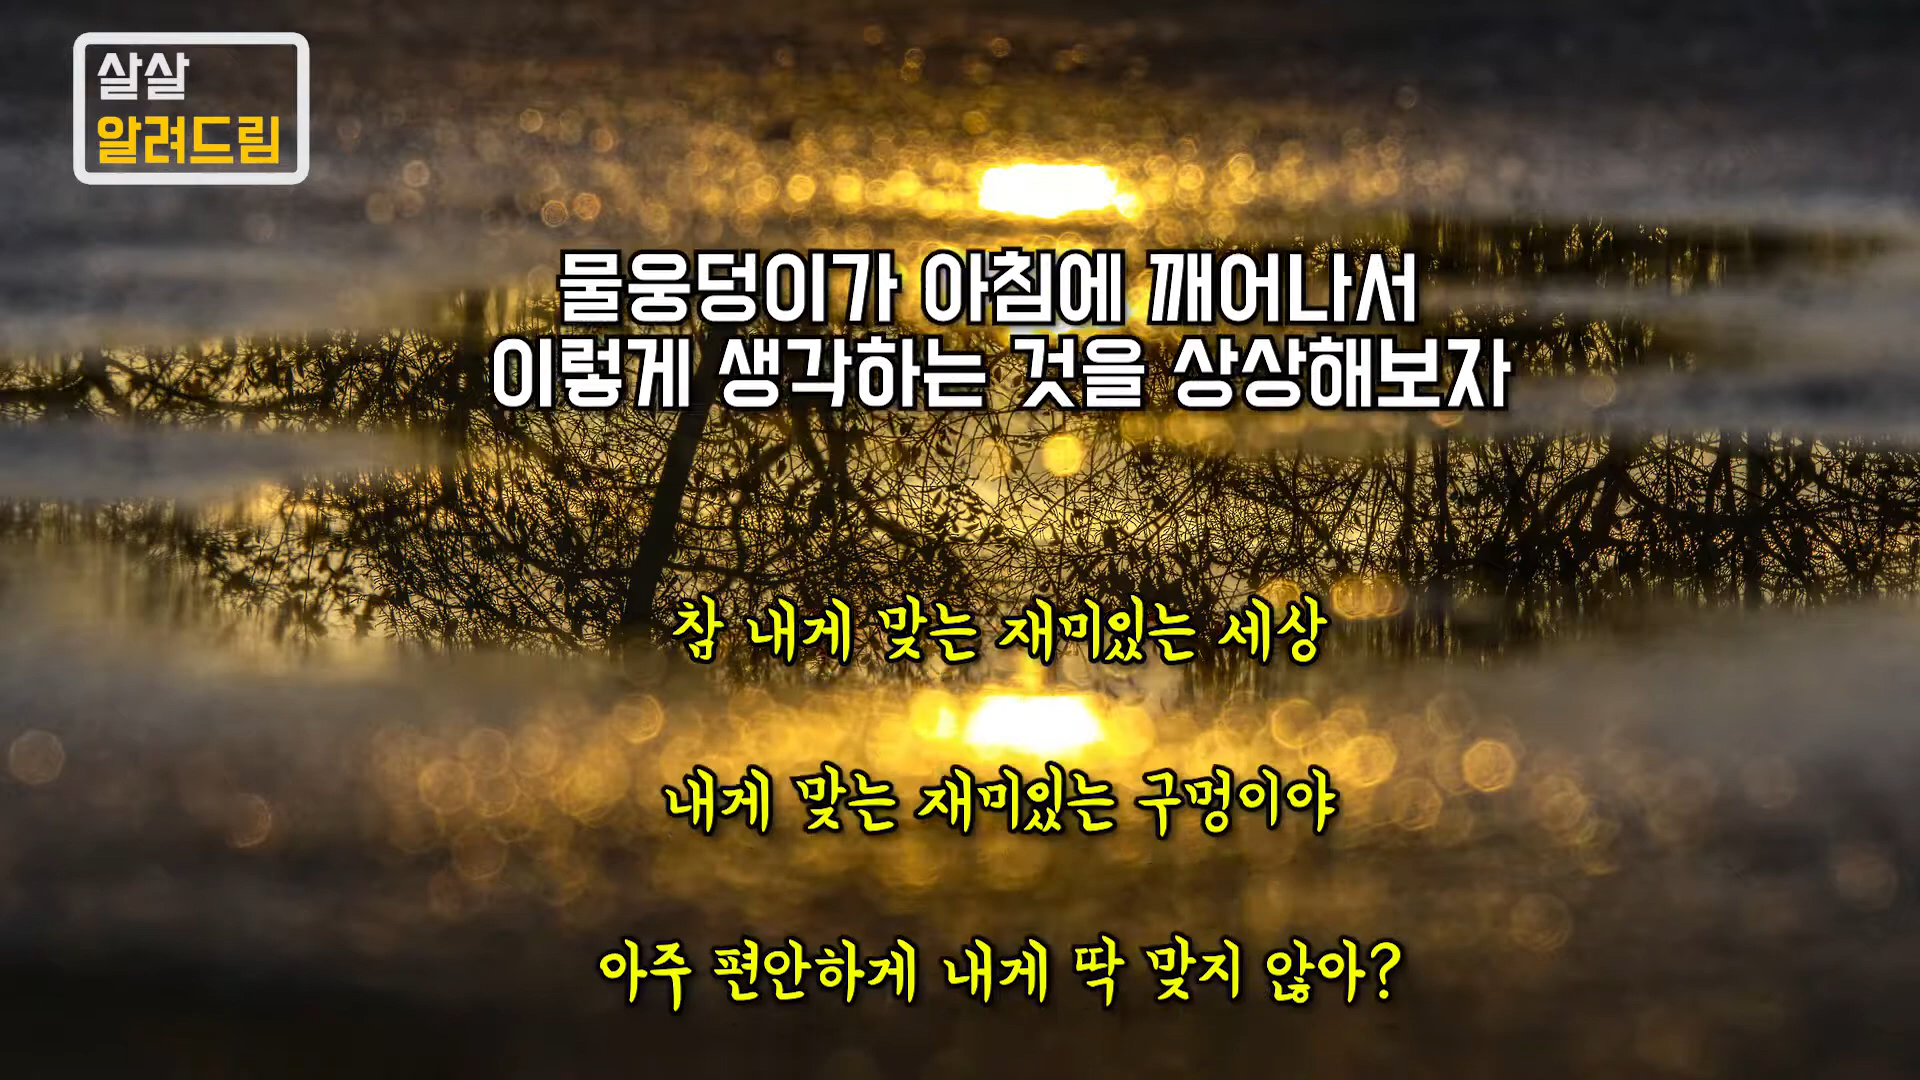 살살
알려드림
물웅덩이가 아침에 깨어나서
이렇게 생각하는 것을 상상해보자
참 내게 맞는 재미있는 세상
내게 맞는 재미있는 구멍이야
아주 편안하게 내게 딱 맞지 않아?